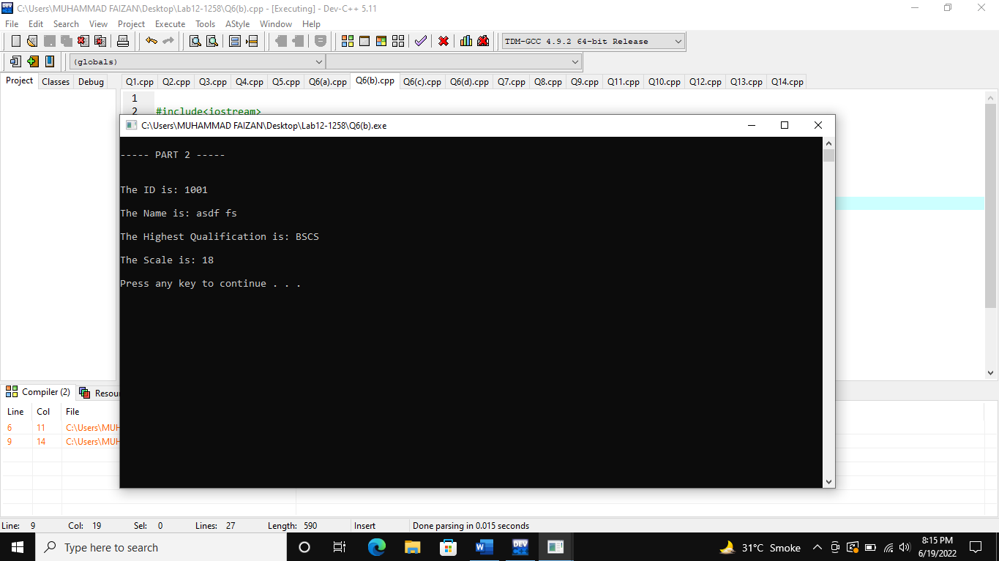 C:\Users\MUHAMMAD FAIZAN\Desktop\Lab12-1258\Q6(b).cpp - [Executing] - Dev-C++ 5.11
File Edit Search View Project Execute Tools AStyle Window Help
TDM-GCC 4.9.2 64-bit Release
(globals)
Project Classes Debug Q1.cpp Q2.cpp Q3.cpp Q4.cpp Q5.cpp Q6(a).cpp Q6(b).cpp Q6(c).cpp Q6(d).cpp Q7.cpp Q8.cpp Q9.cpp Q11.cpp Q10.cpp Q12.cpp Q13.cpp Q14.cpp
1
2 #include<iostream>
C:\Users\MUHAMMAD FAIZAN\Desktop\Lab12-1258\Q6(b).exe
----- PART 2 -----
The ID is: 1001
The Name is: asdf fs
The Highest Qualification is: BSCS
The Scale is: 18
Press any key to continue . . .
Compiler (2) Resou
Line Col File
6 11 C:\Users\MUH
9 14 C:\Users\MUH
Line: 9 Col: 19 Sel: 0 Lines: 27 Length: 590 Insert Done parsing in 0.015 seconds
Type here to search
31°C Smoke
8:15 PM
6/19/2022